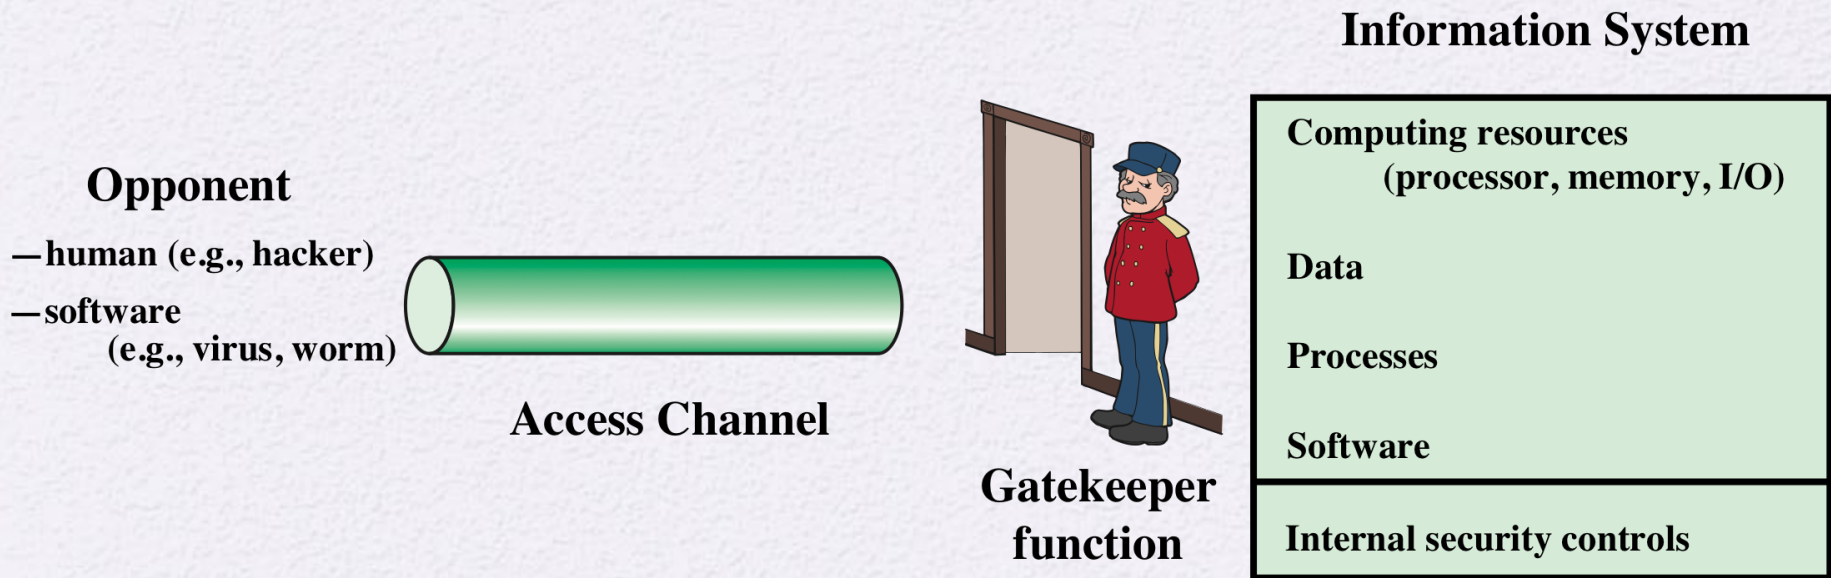 Information System
Opponent
—human (e.g., hacker)
—software
(e.g., virus, worm)
Access Channel
Gatekeeper
function
Computing resources
(processor, memory, I/O)
Data
Processes
Software
Internal security controls